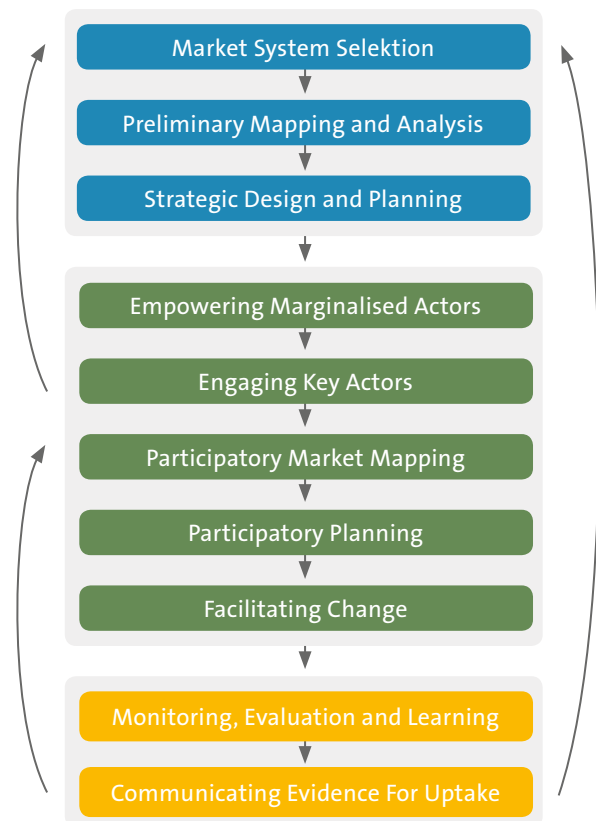 Market System Selektion
Preliminary Mapping and Analysis
Strategic Design and Planning
Empowering Marginalised Actors
Engaging Key Actors
Participatory Market Mapping
Participatory Planning
Facilitating Change
Monitoring, Evaluation and Learning
Communicating Evidence For Uptake